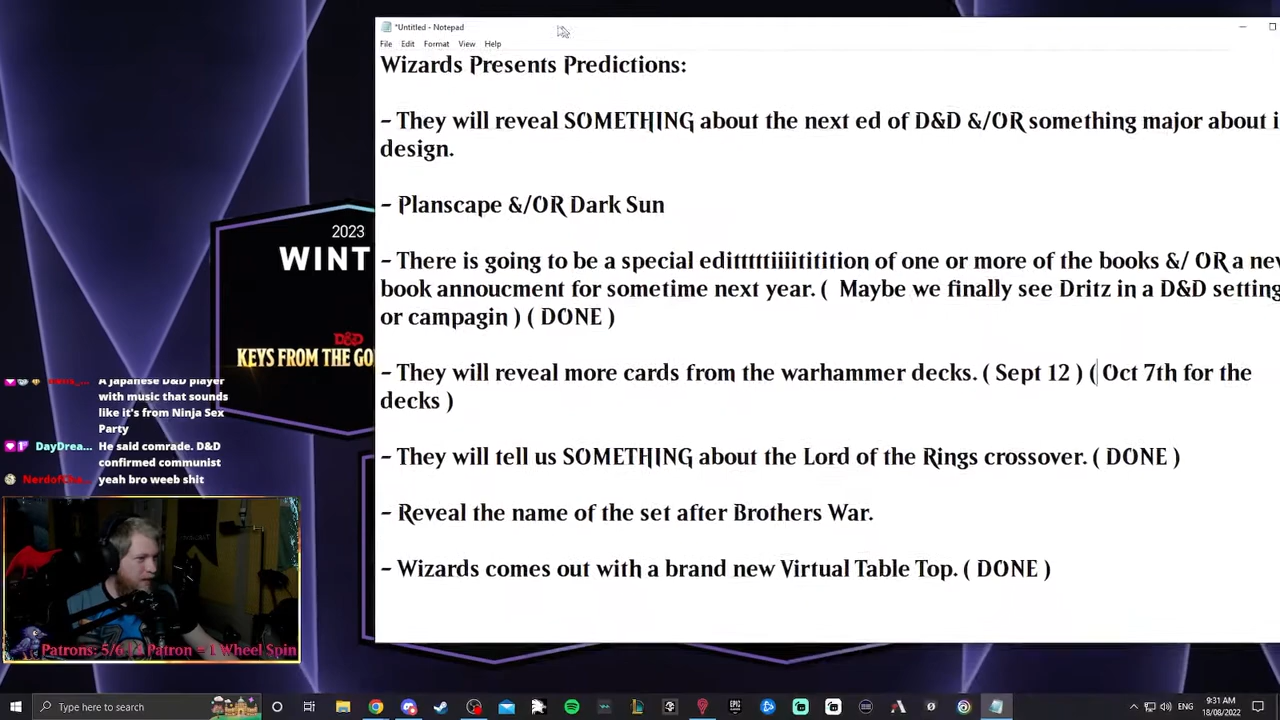 *Untitled - Notepad
File Edit Format View Help
Wizards Presents Predictions:
- They will reveal SOMETHING about the next ed of D&D &/OR something major about i
design.
- Planscape &/OR Dark Sun
- There is going to be a special edittttttiiiitititition of one or more of the books &/ OR a ne
book annoucment for sometime next year. ( Maybe we finally see Dritz in a D&D setting
or campagin ) ( DONE )
- They will reveal more cards from the warhammer decks. ( Sept 12 ) ( Oct 7th for the
decks )
- They will tell us SOMETHING about the Lord of the Rings crossover. ( DONE )
- Reveal the name of the set after Brothers War.
- Wizards comes out with a brand new Virtual Table Top. ( DONE )
2023
WINT
D&D
KEYS FROM THE GO
A Japanese D&D player
with music that sounds
like it's from Ninja Sex
Party
DayDrea... He said comrade. D&D
confirmed communist
yeah bro weeb shit
Patrons: 5/6 | Patron = 1 Wheel Spin
Type here to search
9:31 AM
18/08/2022